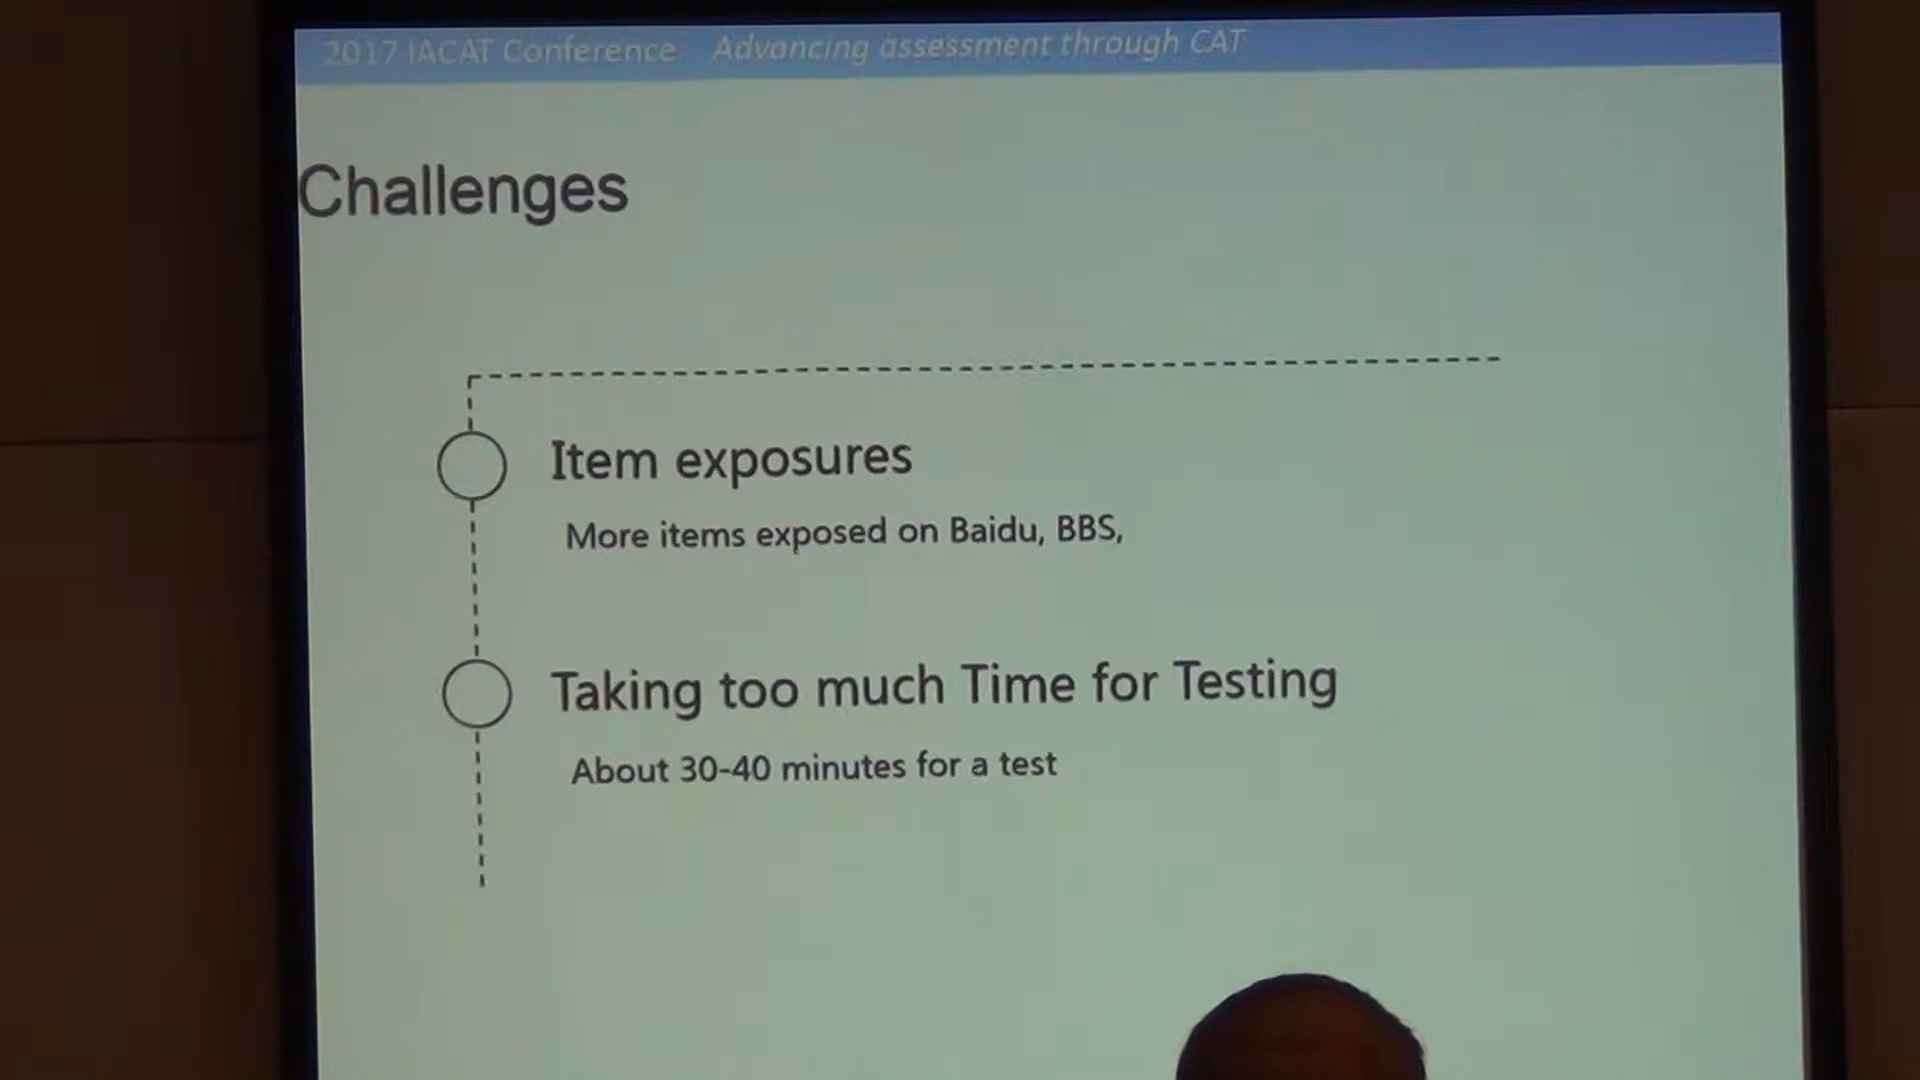 2017 IACAT Conference Advancing assessment through CAT
Challenges
Item exposures
More items exposed on Baidu, BBS,
Taking too much Time for Testing
About 30-40 minutes for a test